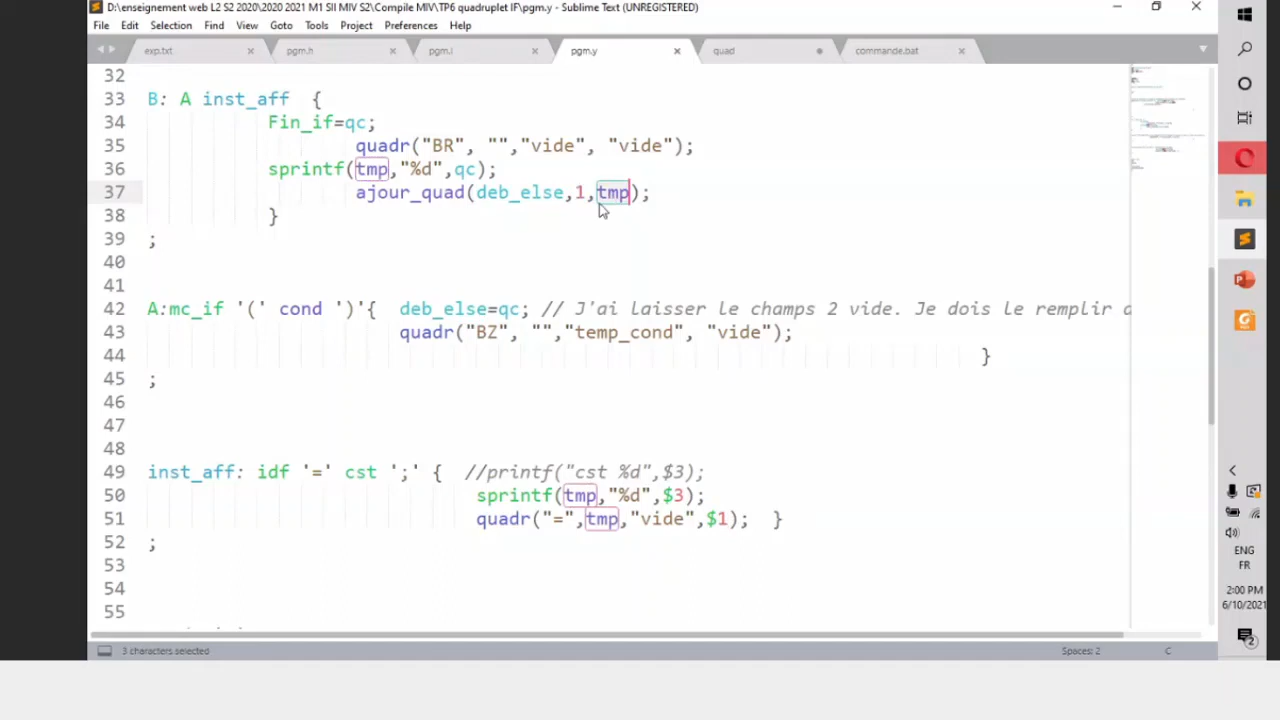 D:\enseignement web L2 S2 2020\2020 2021 M1 SII MIV S2\Compile MIV\TP6 quadruplet IF\pgm.y - Sublime Text (UNREGISTERED)
File Edit Selection Find View Goto Tools Project Preferences Help
exp.txt pgm.h pgm.l pgm.y quad commande.bat
32
33 B: A inst_aff {
34 Fin_if=qc;
35 quadr("BR", "","vide", "vide");
36 sprintf(tmp,"%d",qc);
37 ajour_quad(deb_else,1,tmp);
38 }
39 ;
40
41
42 A:mc_if '(' cond ')'{ deb_else=qc; // J'ai laisser le champs 2 vide. Je dois le remplir
43 quadr("BZ", "","temp_cond", "vide");
44 }
45 ;
46
47
48
49 inst_aff: idf '=' cst ';' { //printf("cst %d",$3);
50 sprintf(tmp,"%d",$3);
51 quadr("=",tmp,"vide",$1); }
52 ;
53
54
55
3 characters selected Spaces: 2 C
ENG
FR
2:00 PM
6/10/2021
2